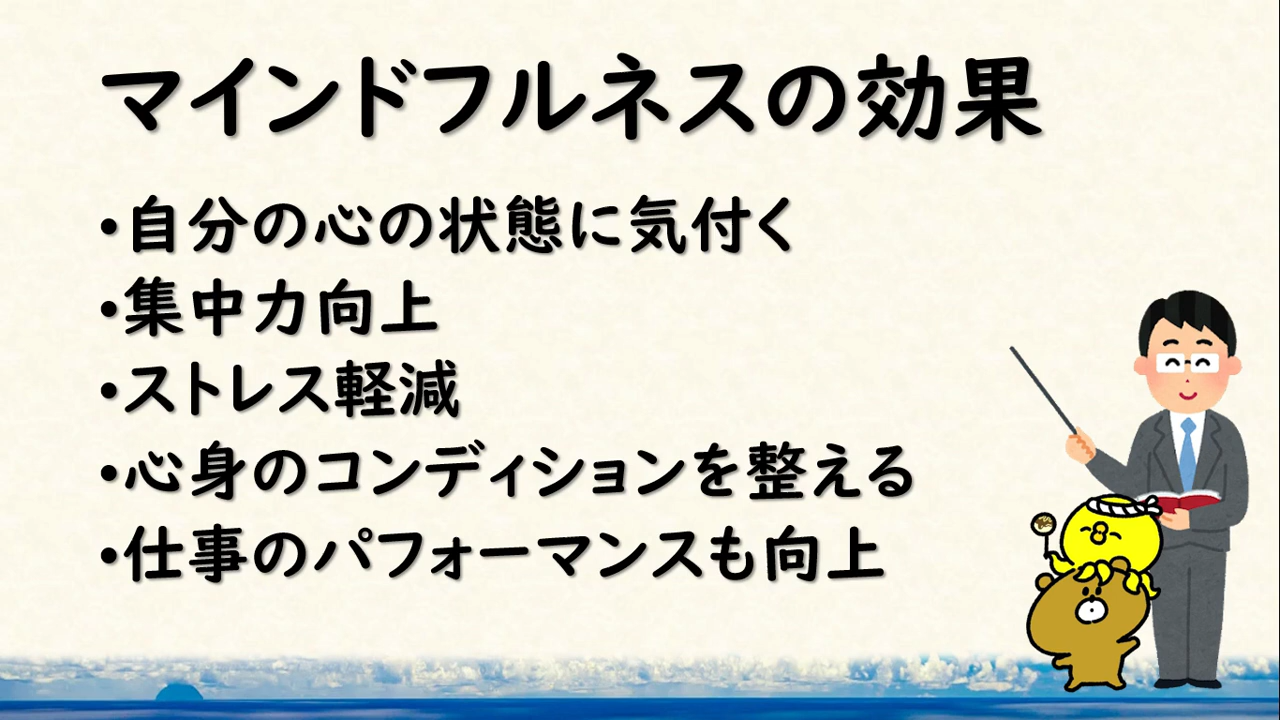 マインドフルネスの効果
•自分の心の状態に気付く
•集中力向上
•ストレス軽減
•心身のコンディションを整える
•仕事のパフォーマンスも向上